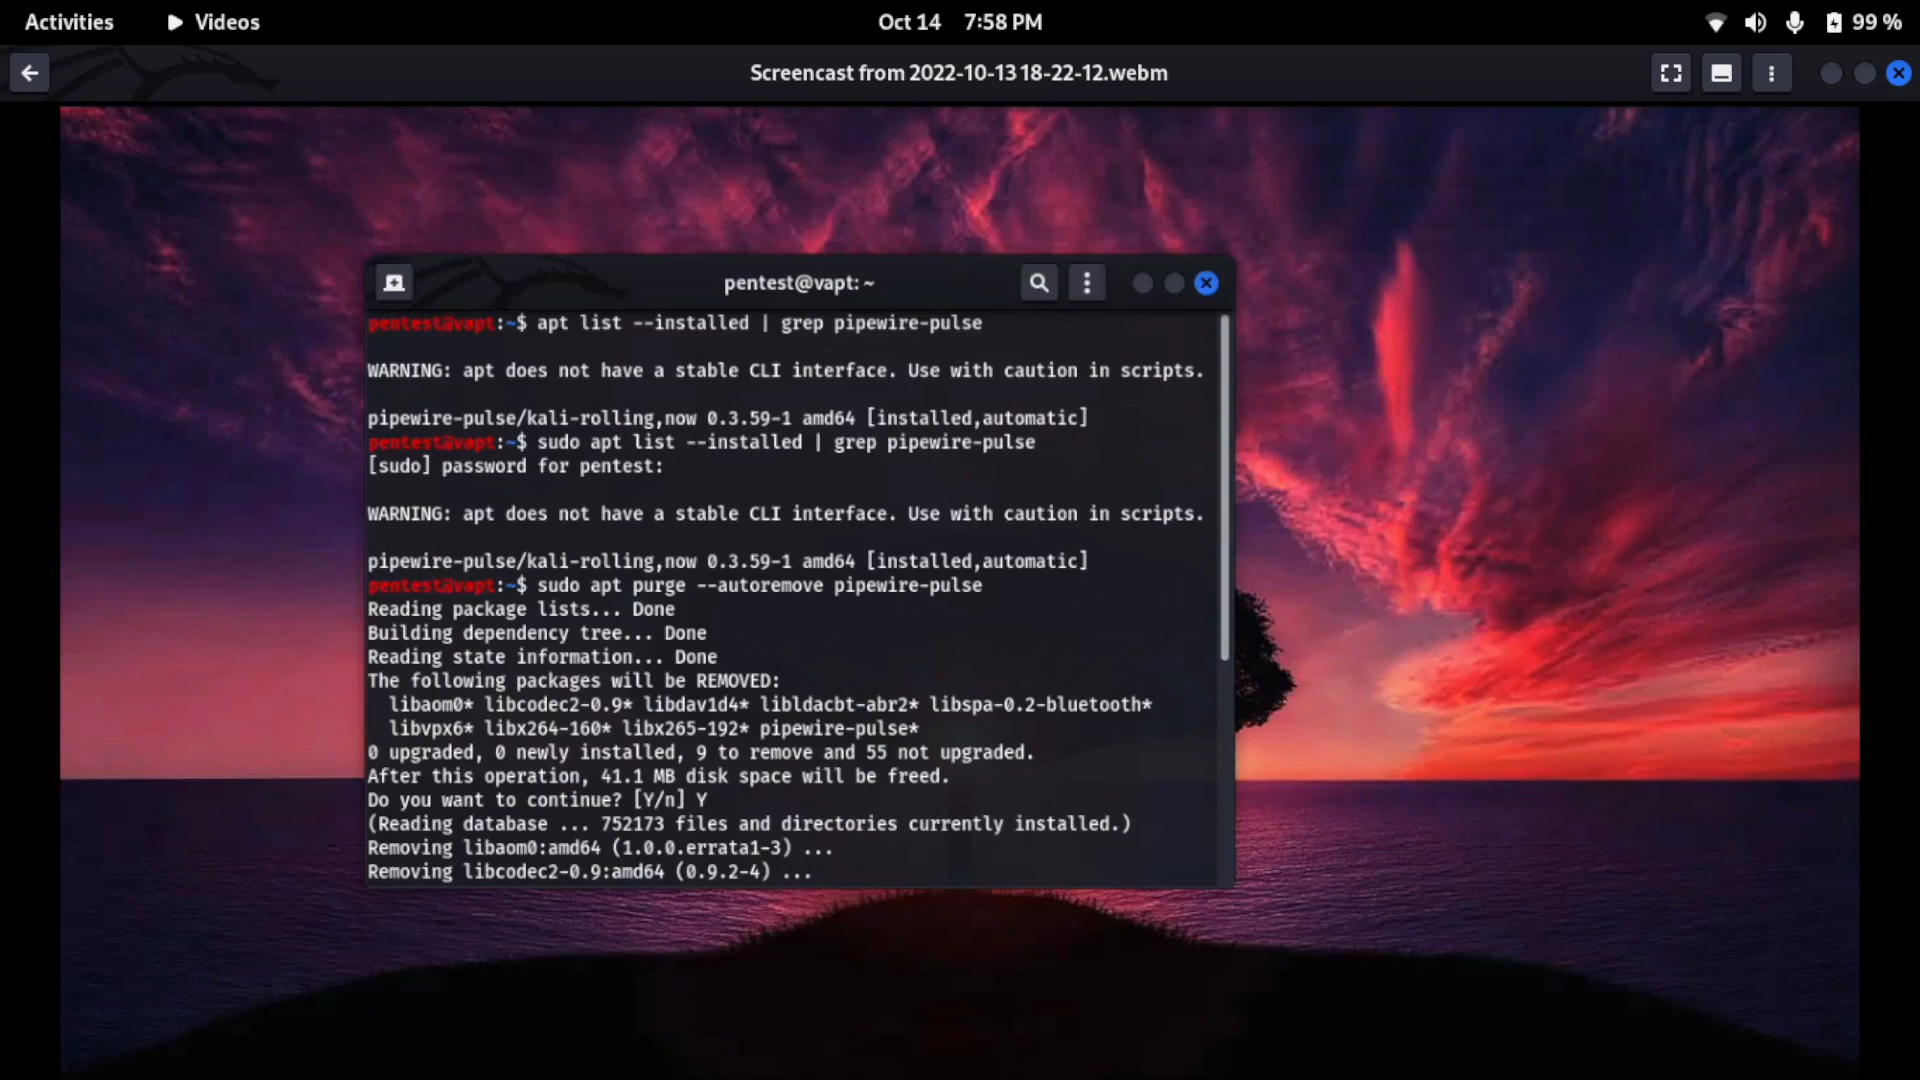 Activities Videos Oct 14 7:58 PM 99 %
Screencast from 2022-10-13 18-22-12.webm
pentest@vapt: ~
pentest@vapt:~$ apt list --installed | grep pipewire-pulse
WARNING: apt does not have a stable CLI interface. Use with caution in scripts.
pipewire-pulse/kali-rolling,now 0.3.59-1 amd64 [installed,automatic]
pentest@vapt:~$ sudo apt list --installed | grep pipewire-pulse
[sudo] password for pentest:
WARNING: apt does not have a stable CLI interface. Use with caution in scripts.
pipewire-pulse/kali-rolling,now 0.3.59-1 amd64 [installed,automatic]
pentest@vapt:~$ sudo apt purge --autoremove pipewire-pulse
Reading package lists... Done
Building dependency tree... Done
Reading state information... Done
The following packages will be REMOVED:
  libaom0* libcodec2-0.9* libdav1d4* libldacbt-abr2* libspa-0.2-bluetooth*
  libvpx6* libx264-160* libx265-192* pipewire-pulse*
0 upgraded, 0 newly installed, 9 to remove and 55 not upgraded.
After this operation, 41.1 MB disk space will be freed.
Do you want to continue? [Y/n] Y
(Reading database ... 752173 files and directories currently installed.)
Removing libaom0:amd64 (1.0.0.errata1-3) ...
Removing libcodec2-0.9:amd64 (0.9.2-4) ...